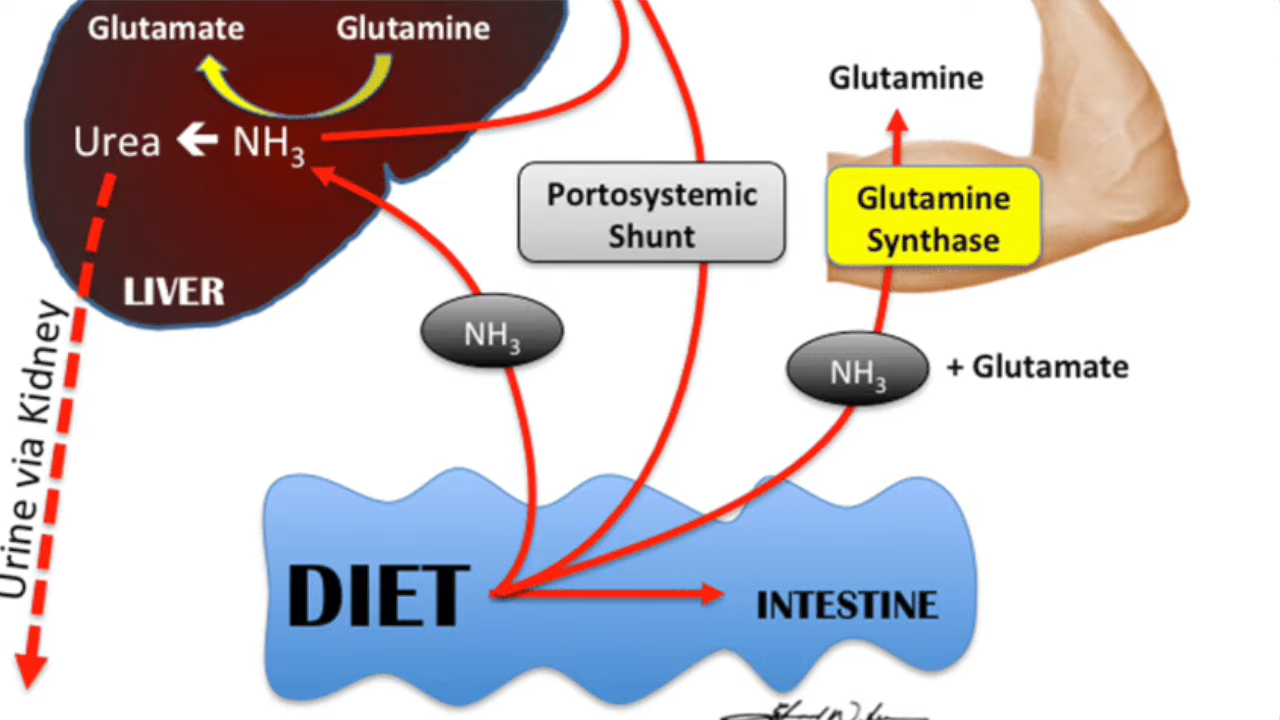 Glutamate
Glutamine
Urea
NH3
LIVER
Urine via Kidney
NH3
Portosystemic
Shunt
Glutamine
Glutamine
Synthase
NH3
+ Glutamate
DIET
INTESTINE